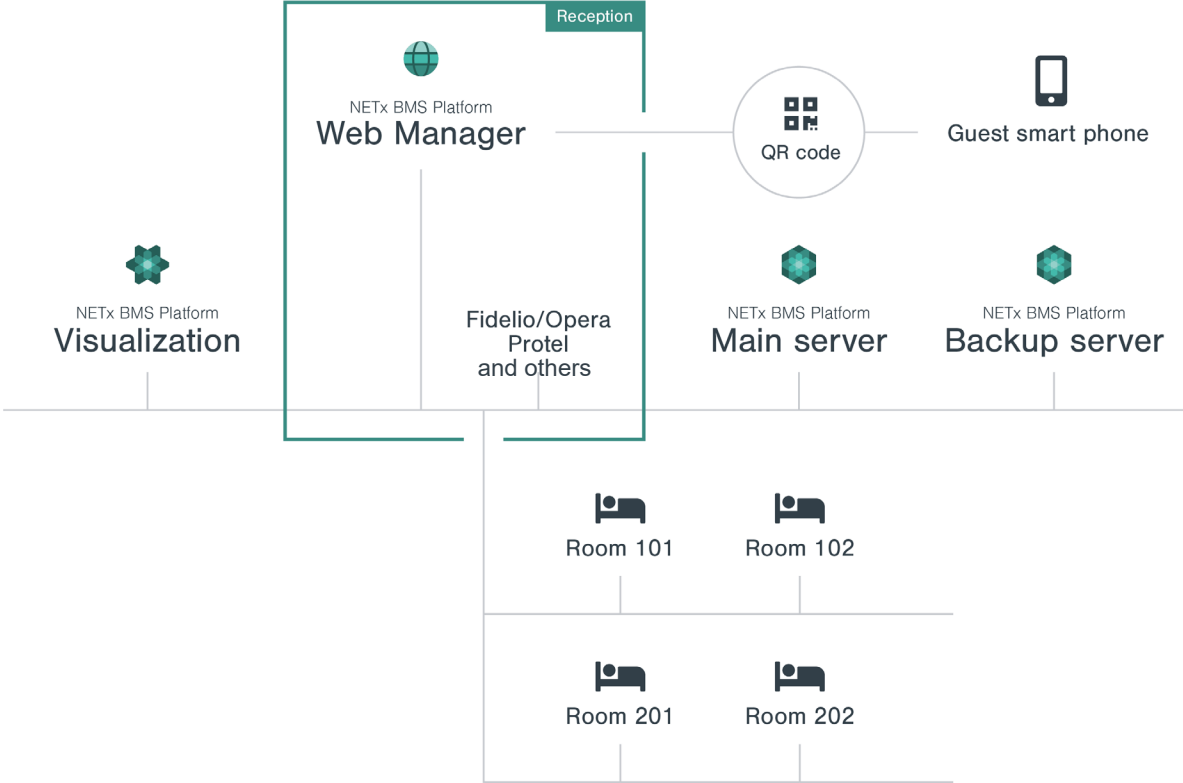 Reception
NETx BMS Platform
Web Manager
QR code
Guest smart phone
NETx BMS Platform
Visualization
Fidelio/Opera
Protel
and others
NETx BMS Platform
Main server
NETx BMS Platform
Backup server
Room 101
Room 102
Room 201
Room 202